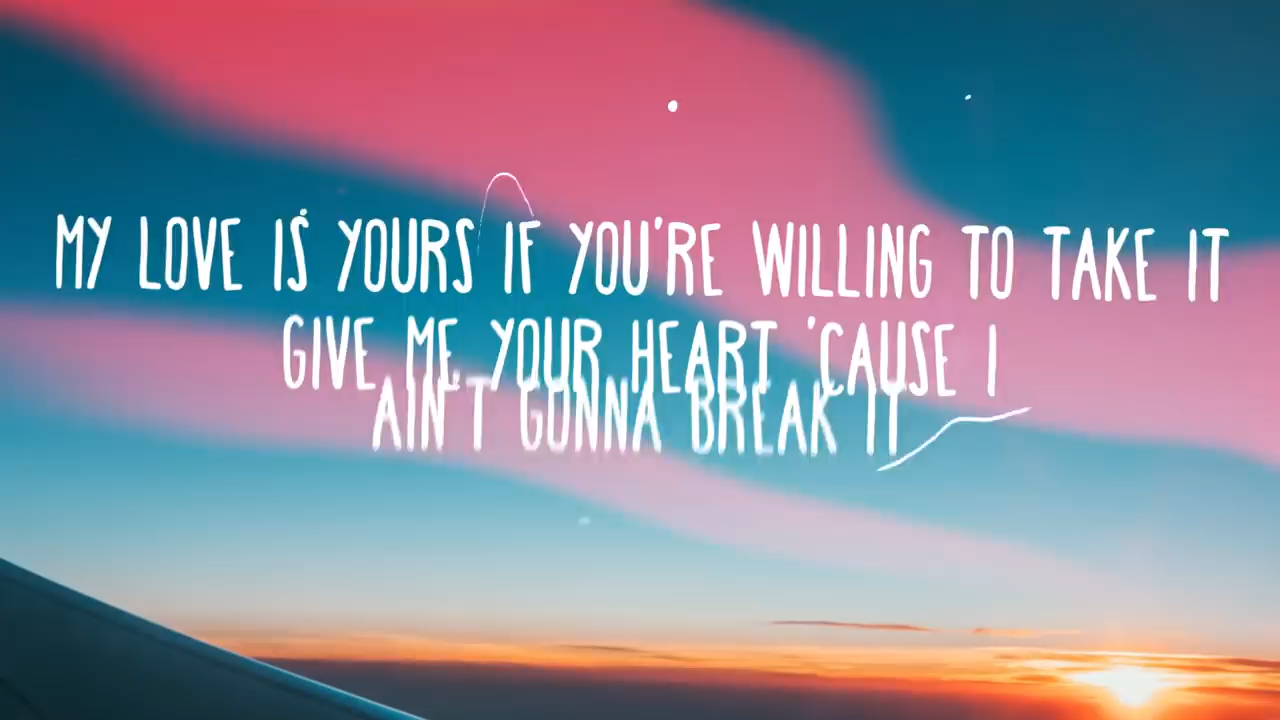 MY LOVE IS YOURS IF YOU'RE WILLING TO TAKE IT
GIVE ME YOUR HEART 'CAUSE I
AIN'T GONNA BREAK IT